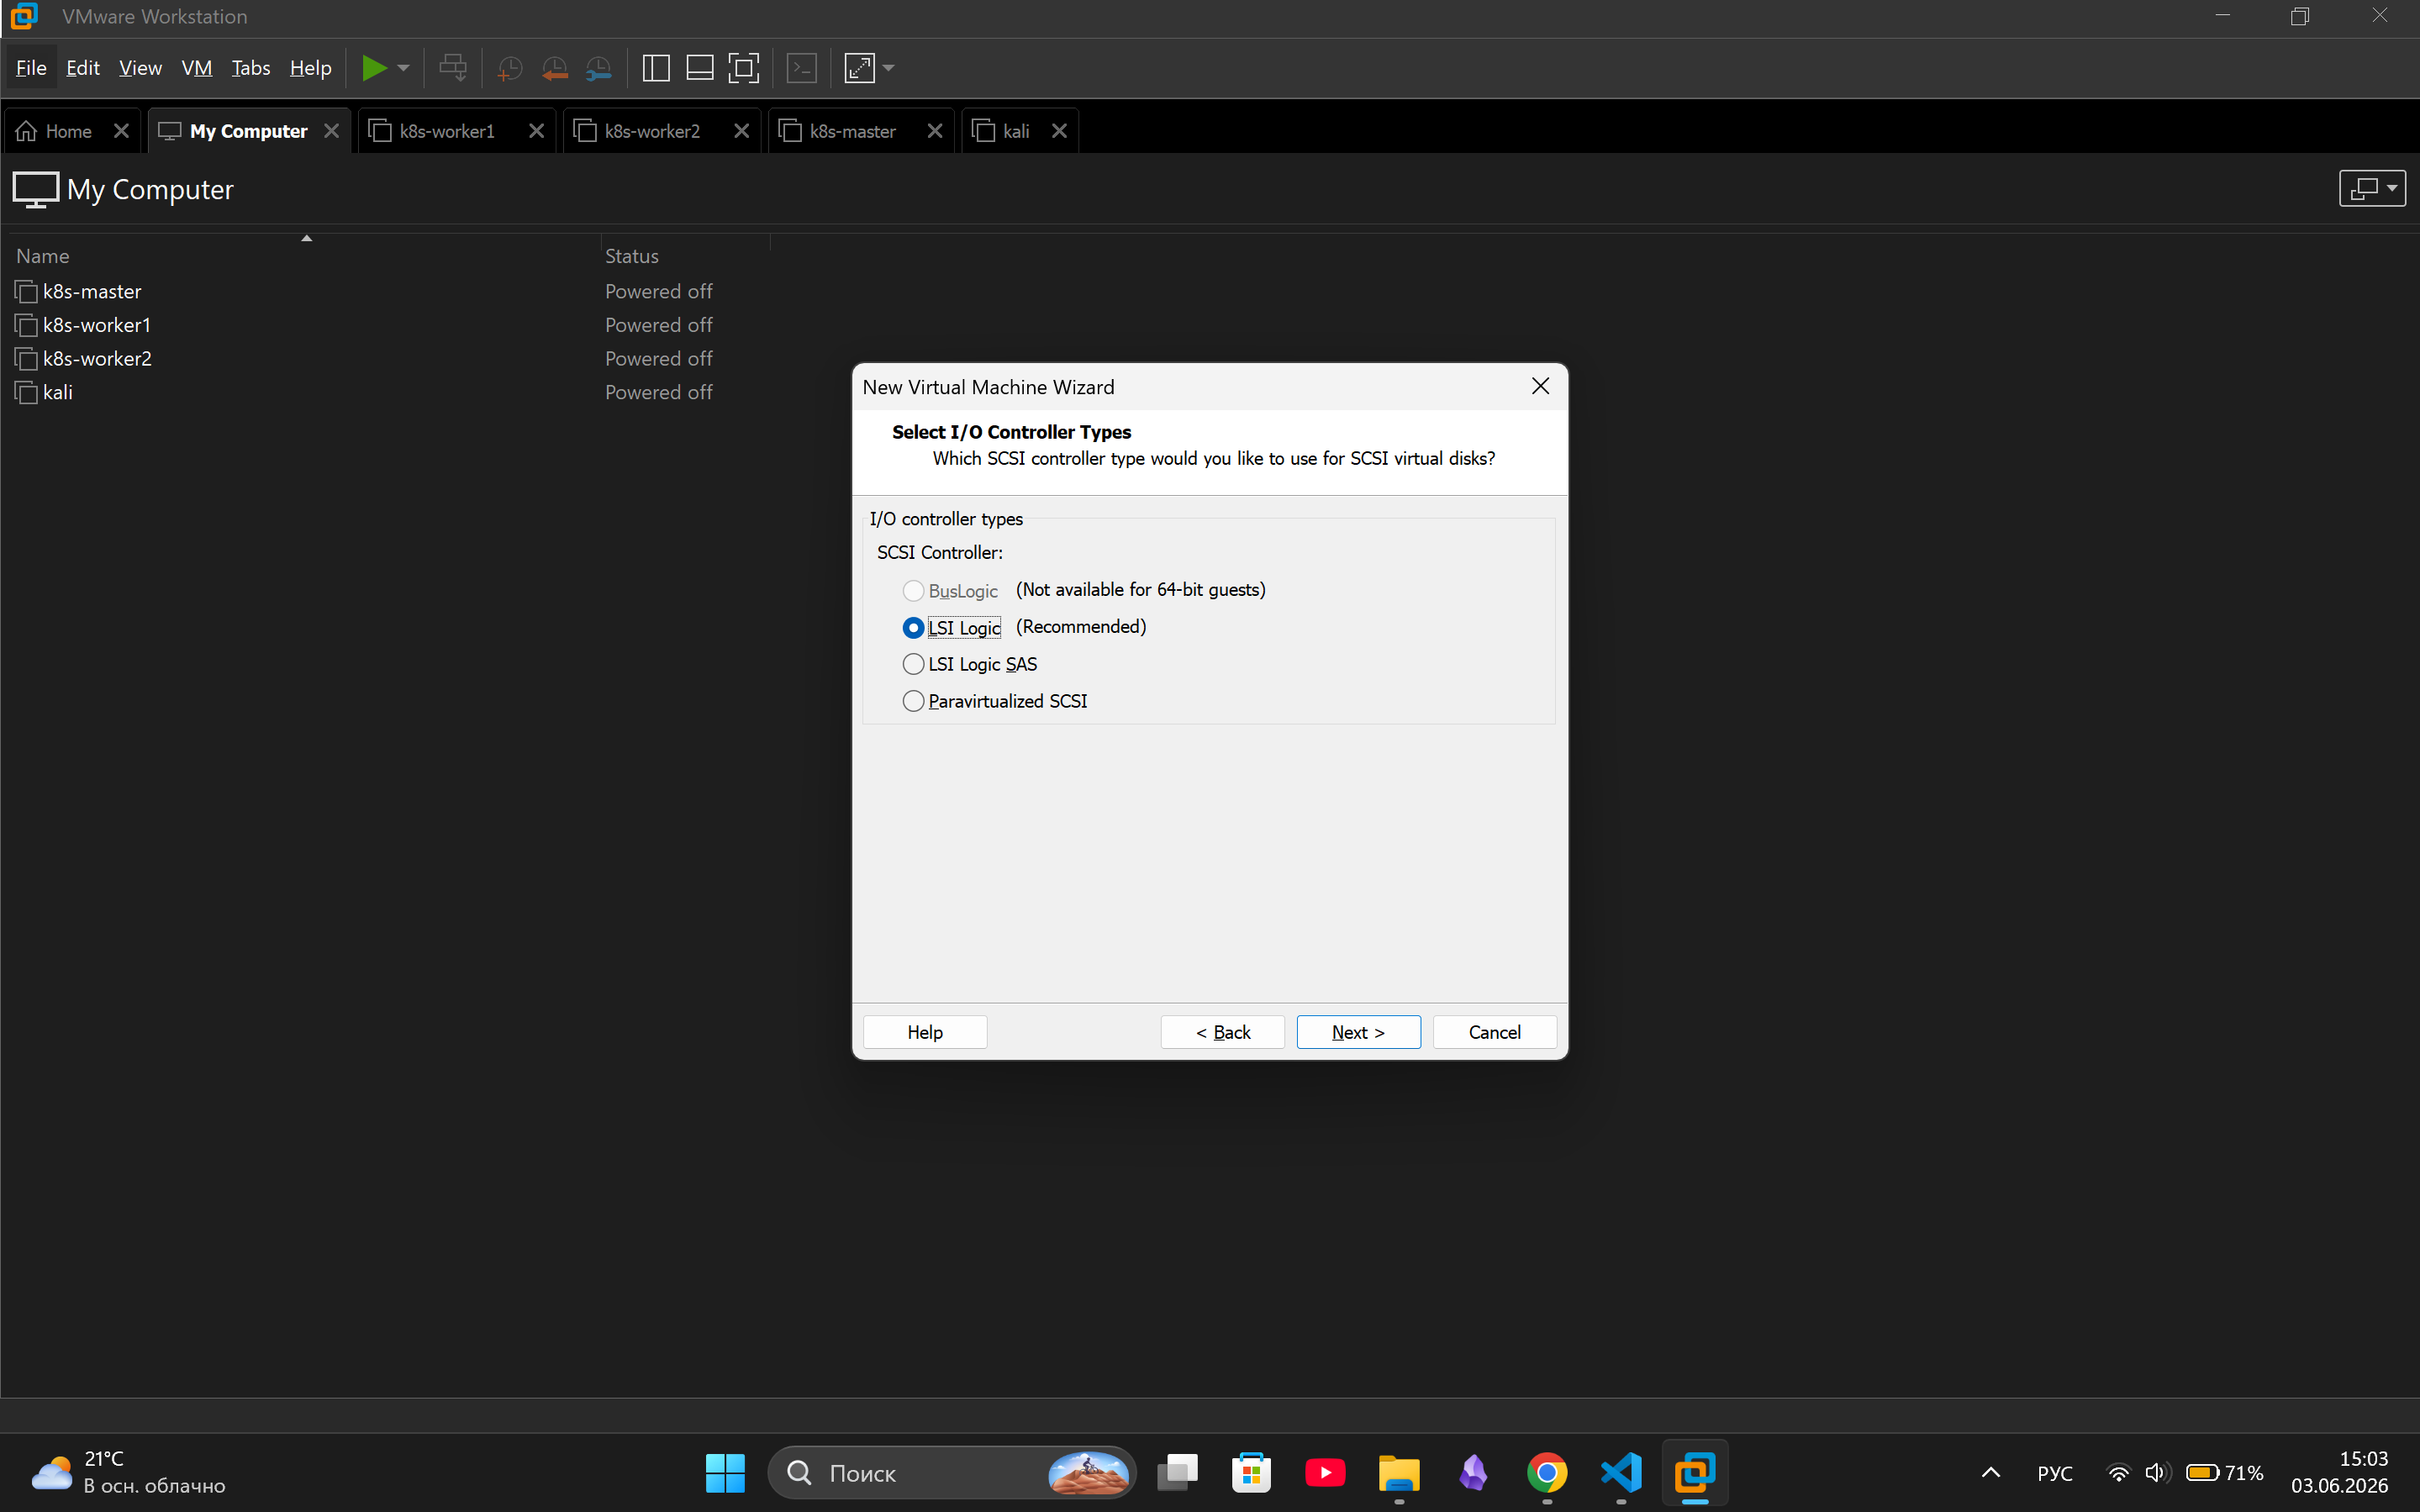 VMware Workstation
File Edit View VM Tabs Help
Home My Computer k8s-worker1 k8s-worker2 k8s-master kali
My Computer
Name Status
k8s-master Powered off
k8s-worker1 Powered off
k8s-worker2 Powered off
kali Powered off
New Virtual Machine Wizard
Select I/O Controller Types
Which SCSI controller type would you like to use for SCSI virtual disks?
I/O controller types
SCSI Controller:
BusLogic (Not available for 64-bit guests)
LSI Logic (Recommended)
LSI Logic SAS
Paravirtualized SCSI
Help < Back Next > Cancel
21°C
В осн. облачно
Поиск
РУС
71%
15:03
03.06.2026